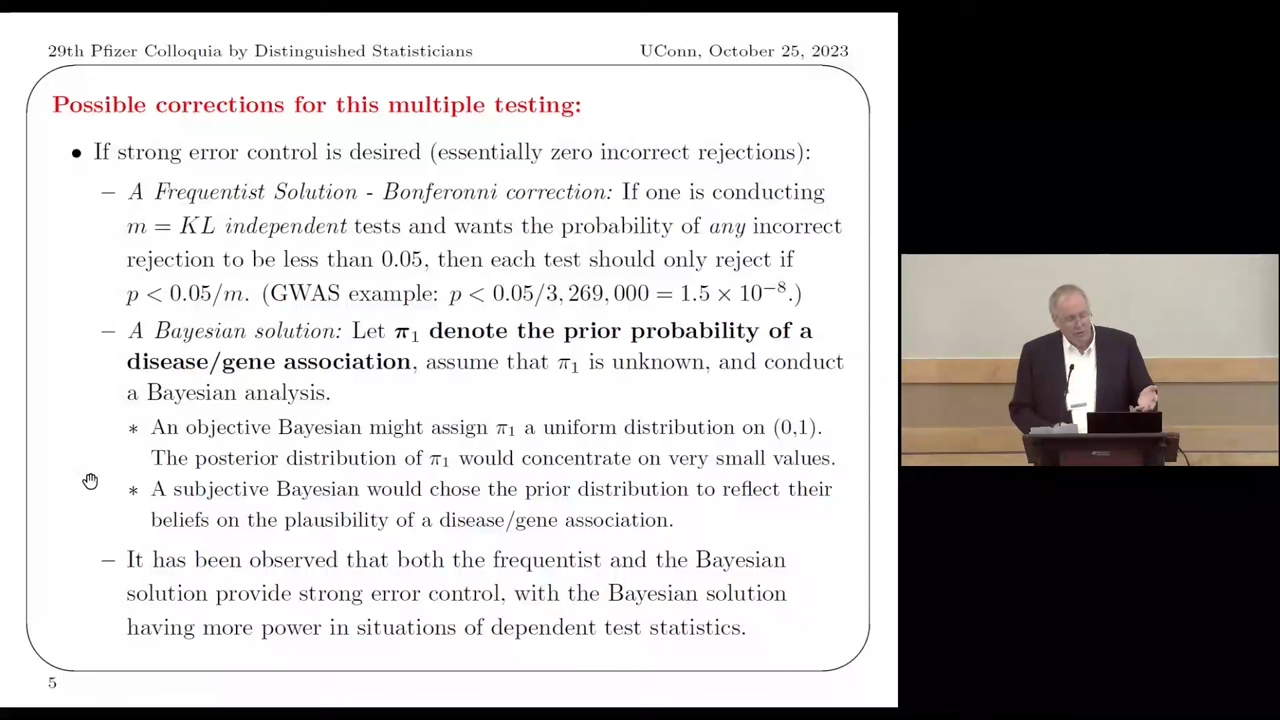 29th Pfizer Colloquia by Distinguished Statisticians UConn, October 25, 2023
Possible corrections for this multiple testing:
• If strong error control is desired (essentially zero incorrect rejections):
– A Frequentist Solution - Bonferonni correction: If one is conducting
m = KL independent tests and wants the probability of any incorrect
rejection to be less than 0.05, then each test should only reject if
p < 0.05/m. (GWAS example: p < 0.05/3,269,000 = 1.5 × 10⁻⁸.)
– A Bayesian solution: Let π₁ denote the prior probability of a
disease/gene association, assume that π₁ is unknown, and conduct
a Bayesian analysis.
∗ An objective Bayesian might assign π₁ a uniform distribution on (0,1).
The posterior distribution of π₁ would concentrate on very small values.
∗ A subjective Bayesian would chose the prior distribution to reflect their
beliefs on the plausibility of a disease/gene association.
– It has been observed that both the frequentist and the Bayesian
solution provide strong error control, with the Bayesian solution
having more power in situations of dependent test statistics.
5